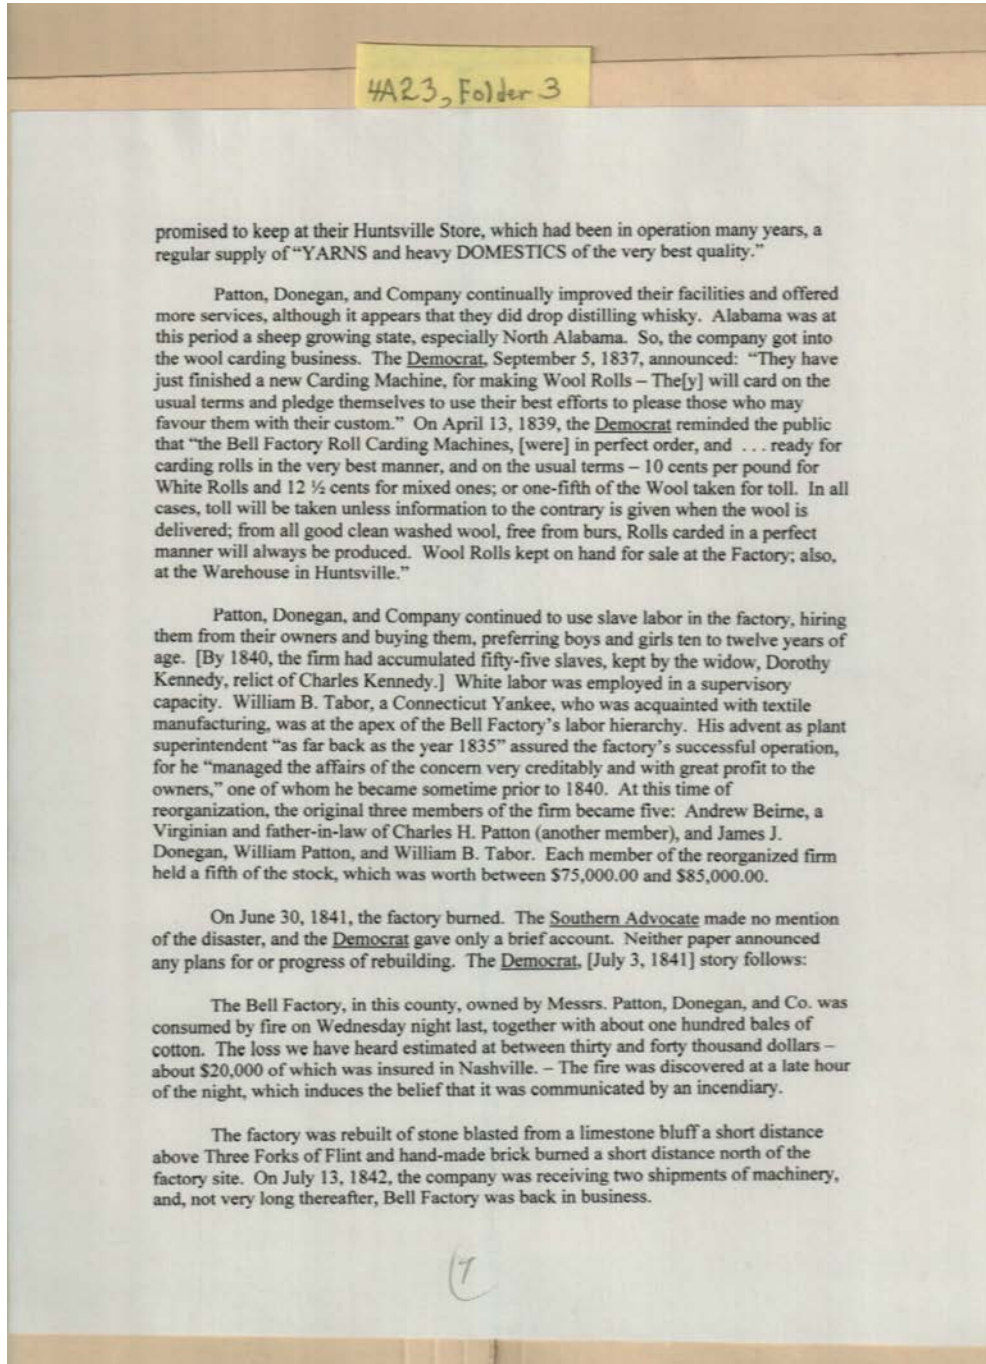 4A23, Folder 3
promised to keep at their Huntsville Store, which had been in operation many years, a
regular supply of “YARNS and heavy DOMESTICS of the very best quality.”
Patton, Donegan, and Company continually improved their facilities and offered
more services, although it appears that they did drop distilling whisky. Alabama was at
this period a sheep growing state, especially North Alabama. So, the company got into
the wool carding business. The Democrat, September 5, 1837, announced: “They have
just finished a new Carding Machine, for making Wool Rolls – The[y] will card on the
usual terms and pledge themselves to use their best efforts to please those who may
favour them with their custom.” On April 13, 1839, the Democrat reminded the public
that “the Bell Factory Roll Carding Machines, [were] in perfect order, and . . . ready for
carding rolls in the very best manner, and on the usual terms – 10 cents per pound for
White Rolls and 12 ½ cents for mixed ones; or one-fifth of the Wool taken for toll. In all
cases, toll will be taken unless information to the contrary is given when the wool is
delivered; from all good clean washed wool, free from burs, Rolls carded in a perfect
manner will always be produced. Wool Rolls kept on hand for sale at the Factory; also,
at the Warehouse in Huntsville.”
Patton, Donegan, and Company continued to use slave labor in the factory, hiring
them from their owners and buying them, preferring boys and girls ten to twelve years of
age. [By 1840, the firm had accumulated fifty-five slaves, kept by the widow, Dorothy
Kennedy, relict of Charles Kennedy.] White labor was employed in a supervisory
capacity. William B. Tabor, a Connecticut Yankee, who was acquainted with textile
manufacturing, was at the apex of the Bell Factory’s labor hierarchy. His advent as plant
superintendent “as far back as the year 1835” assured the factory’s successful operation,
for he “managed the affairs of the concern very creditably and with great profit to the
owners,” one of whom he became sometime prior to 1840. At this time of
reorganization, the original three members of the firm became five: Andrew Beirne, a
Virginian and father-in-law of Charles H. Patton (another member), and James J.
Donegan, William Patton, and William B. Tabor. Each member of the reorganized firm
held a fifth of the stock, which was worth between $75,000.00 and $85,000.00.
On June 30, 1841, the factory burned. The Southern Advocate made no mention
of the disaster, and the Democrat gave only a brief account. Neither paper announced
any plans for or progress of rebuilding. The Democrat, [July 3, 1841] story follows:
The Bell Factory, in this county, owned by Messrs. Patton, Donegan, and Co. was
consumed by fire on Wednesday night last, together with about one hundred bales of
cotton. The loss we have heard estimated at between thirty and forty thousand dollars –
about $20,000 of which was insured in Nashville. – The fire was discovered at a late hour
of the night, which induces the belief that it was communicated by an incendiary.
The factory was rebuilt of stone blasted from a limestone bluff a short distance
above Three Forks of Flint and hand-made brick burned a short distance north of the
factory site. On July 13, 1842, the company was receiving two shipments of machinery,
and, not very long thereafter, Bell Factory was back in business.